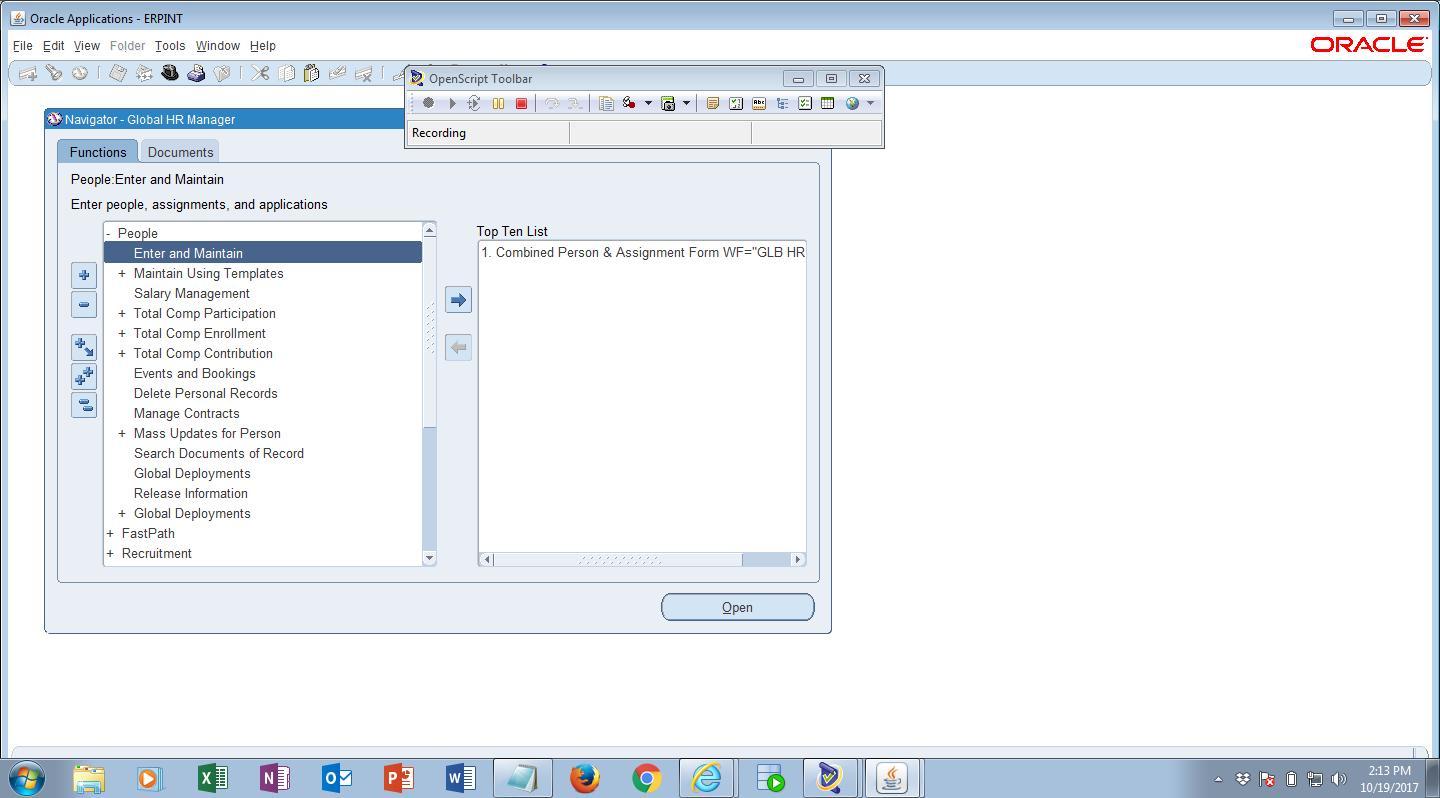 Oracle Applications - ERPINT
File Edit View Folder Tools Window Help
ORACLE
OpenScript Toolbar
Abc
Recording
Navigator - Global HR Manager
Functions Documents
People:Enter and Maintain
Enter people, assignments, and applications
- People
Enter and Maintain
+ Maintain Using Templates
Salary Management
+ Total Comp Participation
+ Total Comp Enrollment
+ Total Comp Contribution
Events and Bookings
Delete Personal Records
Manage Contracts
+ Mass Updates for Person
Search Documents of Record
Global Deployments
Release Information
+ Global Deployments
+ FastPath
+ Recruitment
Top Ten List
1. Combined Person & Assignment Form WF="GLB HR
Open
2:13 PM
10/19/2017